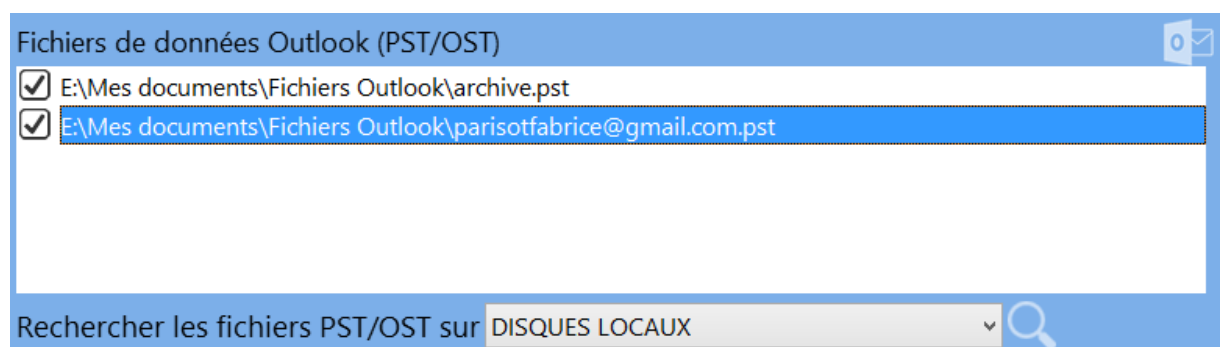 Fichiers de données Outlook (PST/OST)
E:\Mes documents\Fichiers Outlook\archive.pst
E:\Mes documents\Fichiers Outlook\parisotfabrice@gmail.com.pst
Rechercher les fichiers PST/OST sur DISQUES LOCAUX